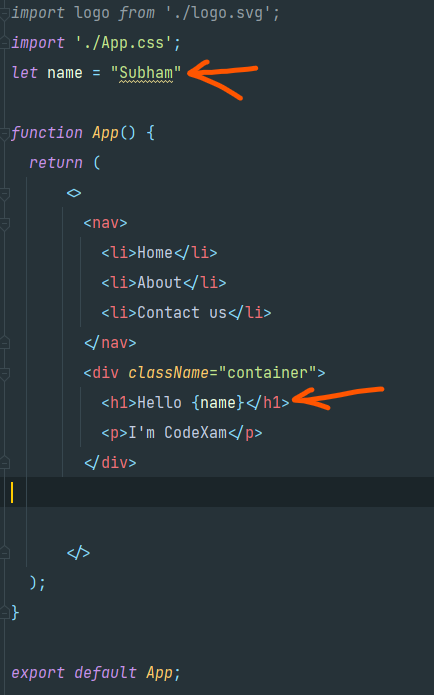 import logo from './logo.svg';
import './App.css';
let name = "Subham"
function App() {
return (
<>
<nav>
<li>Home</li>
<li>About</li>
<li>Contact us</li>
</nav>
<div className="container">
<h1>Hello {name}</h1>
<p>I'm CodeXam</p>
</div>
</>
);
}
export default App;